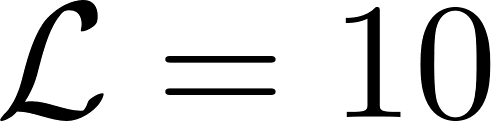 ℒ = 10